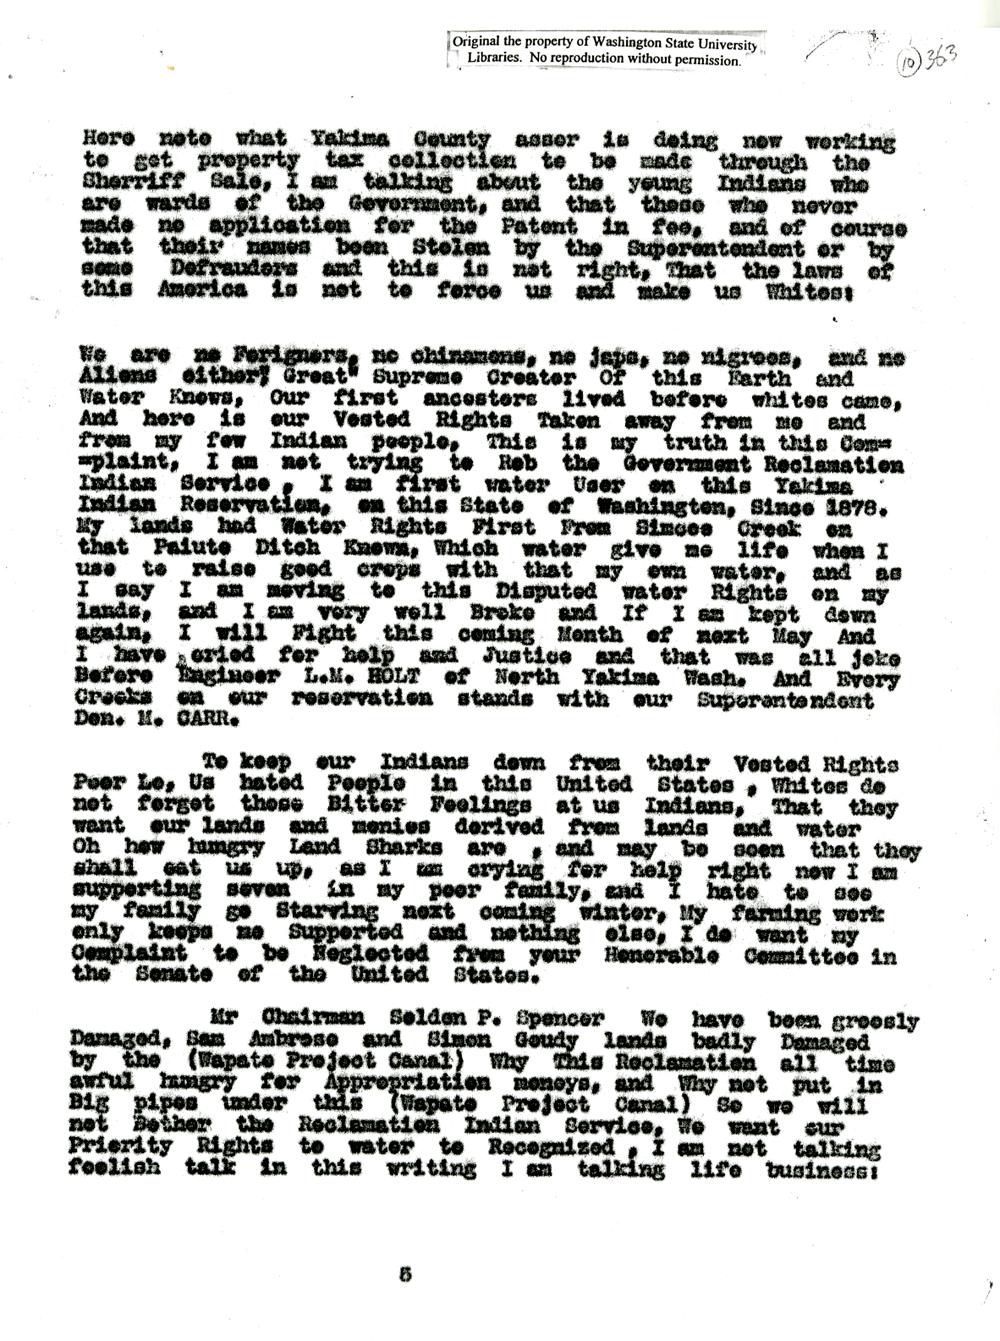 Original the property of Washington State University
Libraries. No reproduction without permission.
10 363
Here note what Yakima County assor is doing now working
to get property tax collection to be made through the
Sherriff Sale, I am talking about the young Indians who
are wards of the Government, and that these who never
made no application for the Patent in fee, and of course
that their names been Stolen by the Superentendent or by
some Defrauders and this is not right, That the laws of
this America is not to force us and make us Whites:
We are no Forigners, no chinamens, no japs, no nigroes, and no
Aliens either, Great" Supreme Creator Of this Earth and
Water Knows, Our first ancestors lived before whites came,
And here is our Vested Rights Taken away from me and
from my few Indian people, This is my truth in this Com=
=plaint, I am not trying to Rob the Government Reclamation
Indian Service, I am first water User on this Yakima
Indian Reservation, on this State of Washington, Since 1878.
My lands had Water Rights First From Simcoe Creek on
that Paiute Ditch Known, Which water give me life when I
use to raise good crops with that my own water, and as
I say I am moving to this Disputed water Rights on my
lands, and I am very well Broke and If I am kept down
again, I will Fight this coming Month of next May And
I have cried for help and Justice and that was all joke
Before Engineer L.M. HOLT of North Yakima Wash. And Every
Creeks on our reservation stands with our Superentendent
Don. M. CARR.
To keep our Indians down from their Vested Rights
Poor Lo, Us hated People in this United States, Whites do
not forget those Bitter Feelings at us Indians, That they
want our lands and monies derived from lands and water
Oh how hungry Land Sharks are, and may be seen that they
shall eat us up, as I am crying for help right now I am
supporting seven in my poor family, and I hate to see
my family go Starving next coming winter, My farming work
only keeps me Supported and nothing else, I do want my
Complaint to be Neglected from your Honorable Committee in
the Senate of the United States.
Mr Chairman Selden P. Spencer We have been greosly
Damaged, Sam Ambrose and Simon Goudy lands badly Damaged
by the (Wapato Project Canal) Why This Reclamation all time
awful hungry for Appropriation moneys, and Why not put in
Big pipes under this (Wapato Project Canal) So we will
not Bother the Reclamation Indian Service, We want our
Priority Rights to water to Recognized, I am not talking
foolish talk in this writing I am talking life business:
5